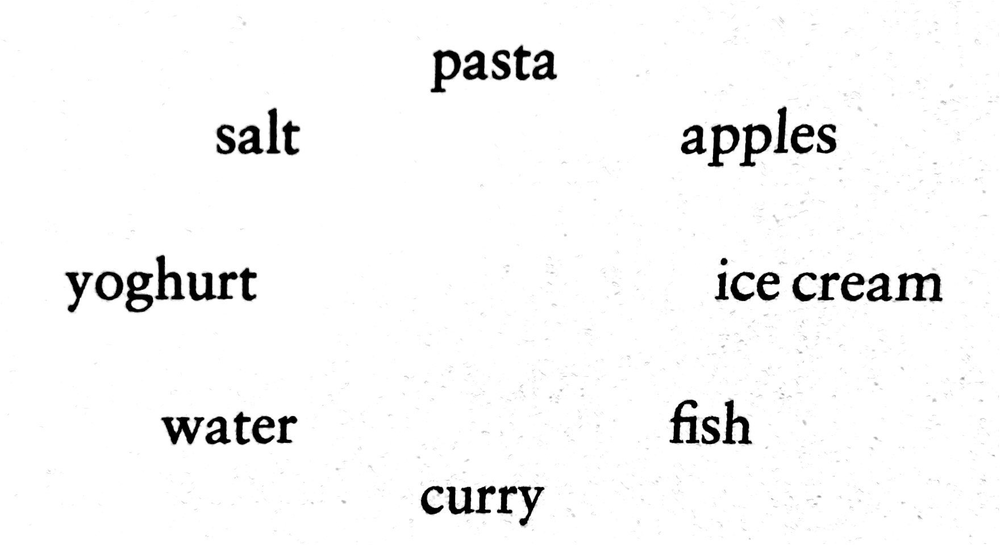 pasta
salt
apples
yoghurt
ice cream
water
fish
curry